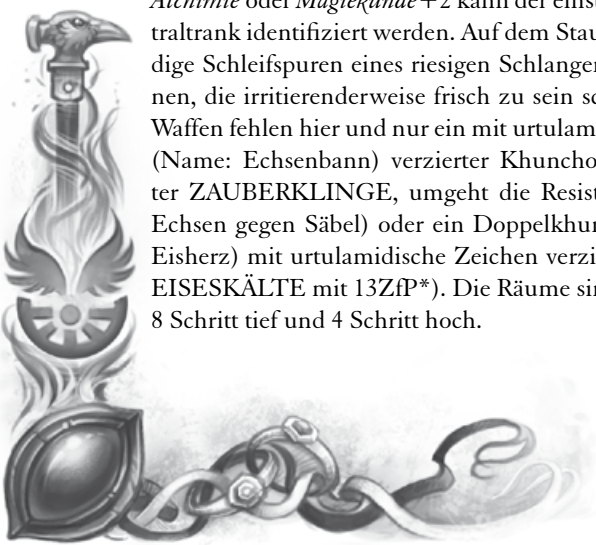 Alchimie oder Magiekunde+2 kann der einst
traltrank identifiziert werden. Auf dem Stau
dige Schleifspuren eines riesigen Schlangen
nen, die irritierenderweise frisch zu sein sc
Waffen fehlen hier und nur ein mit urtulam
(Name: Echsenbann) verzierter Khuncho
ter ZAUBERKLINGE, umgeht die Resist
Echsen gegen Säbel) oder ein Doppelkhun
Eisherz) mit urtulamidische Zeichen verzi
EISESKÄLTE mit 13ZfP*). Die Räume sin
8 Schritt tief und 4 Schritt hoch.